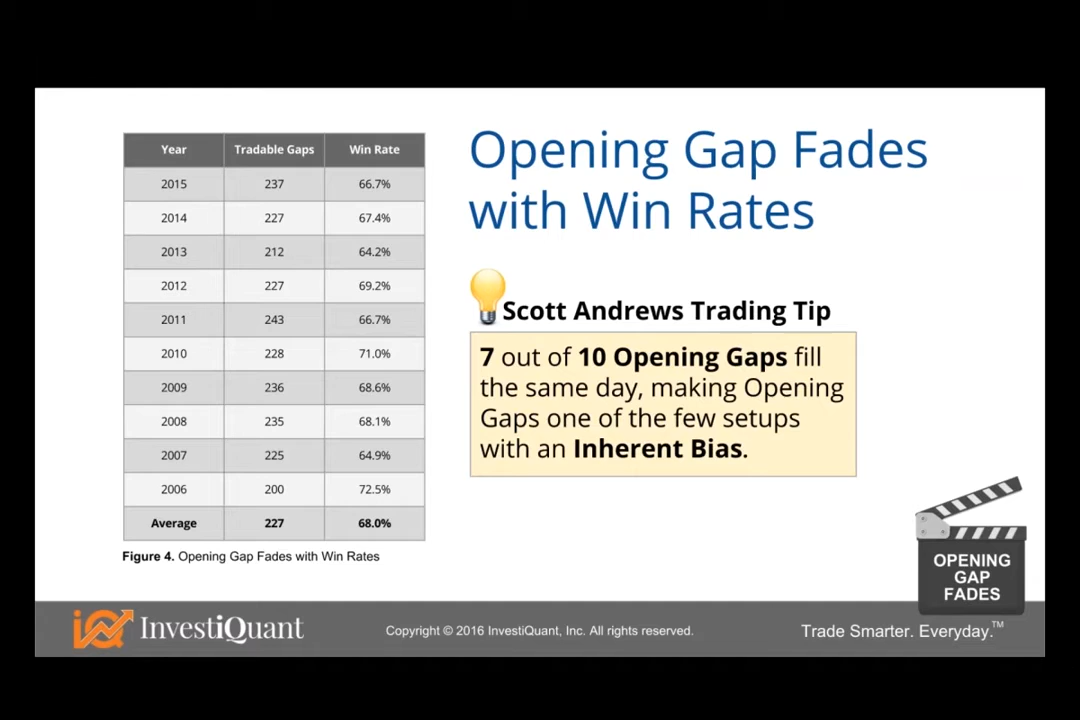 Year Tradable Gaps Win Rate
2015 237 66.7%
2014 227 67.4%
2013 212 64.2%
2012 227 69.2%
2011 243 66.7%
2010 228 71.0%
2009 236 68.6%
2008 235 68.1%
2007 225 64.9%
2006 200 72.5%
Average 227 68.0%
Figure 4. Opening Gap Fades with Win Rates
Opening Gap Fades
with Win Rates
Scott Andrews Trading Tip
7 out of 10 Opening Gaps fill
the same day, making Opening
Gaps one of the few setups
with an Inherent Bias.
OPENING
GAP
FADES
iQ InvestiQuant
Copyright © 2016 InvestiQuant, Inc. All rights reserved.
Trade Smarter. Everyday.™